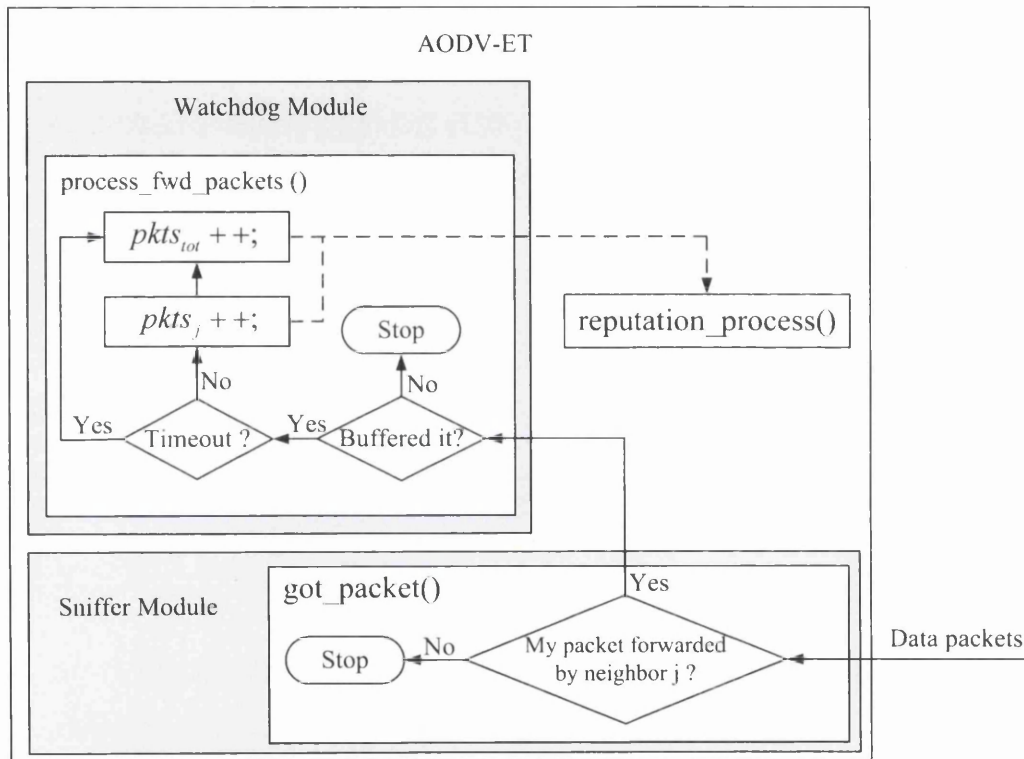 AODV-ET
Watchdog Module
process_fwd_packets ()
pkts_tot + +;
pkts_j + +;
reputation_process()
Stop
No
No
Yes
Timeout ?
Yes
Buffered it?
Yes
got_packet()
Sniffer Module
Stop
No
My packet forwarded
by neighbor j ?
Data packets